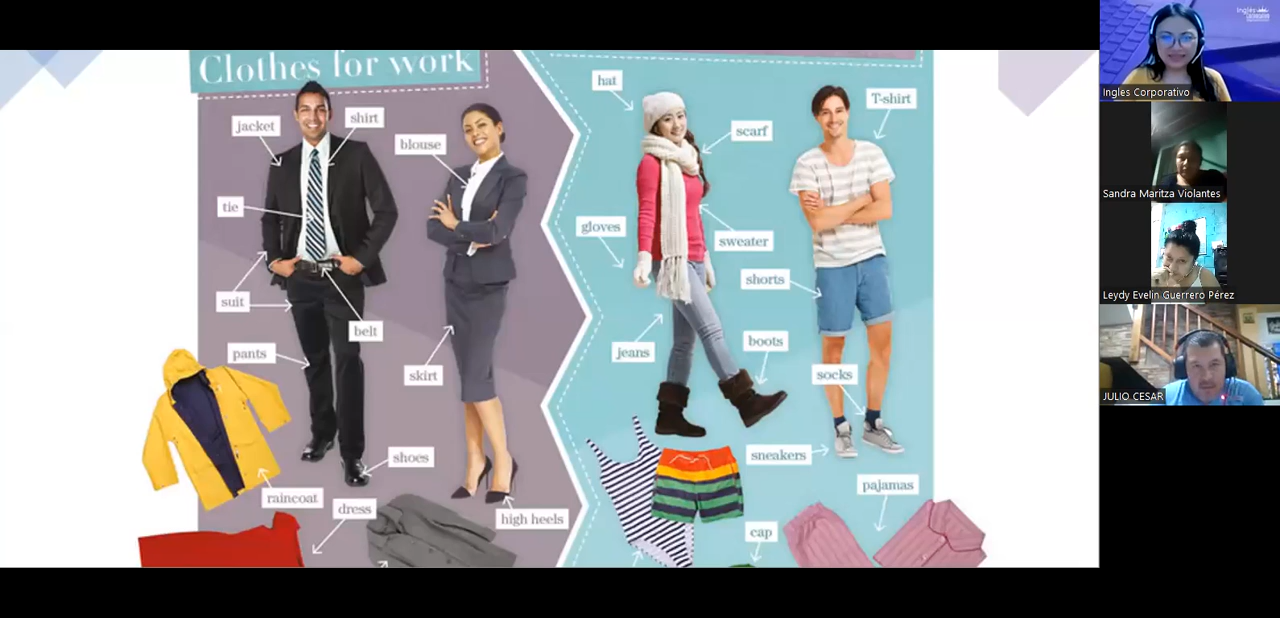 Clothes for work
jacket
shirt
blouse
tie
suit
belt
pants
skirt
shoes
raincoat
dress
high heels
hat
T-shirt
scarf
gloves
sweater
shorts
jeans
boots
socks
sneakers
pajamas
cap
Ingles Corporativo
Sandra Maritza Violantes
Leydy Evelin Guerrero Pérez
JULIO CESAR